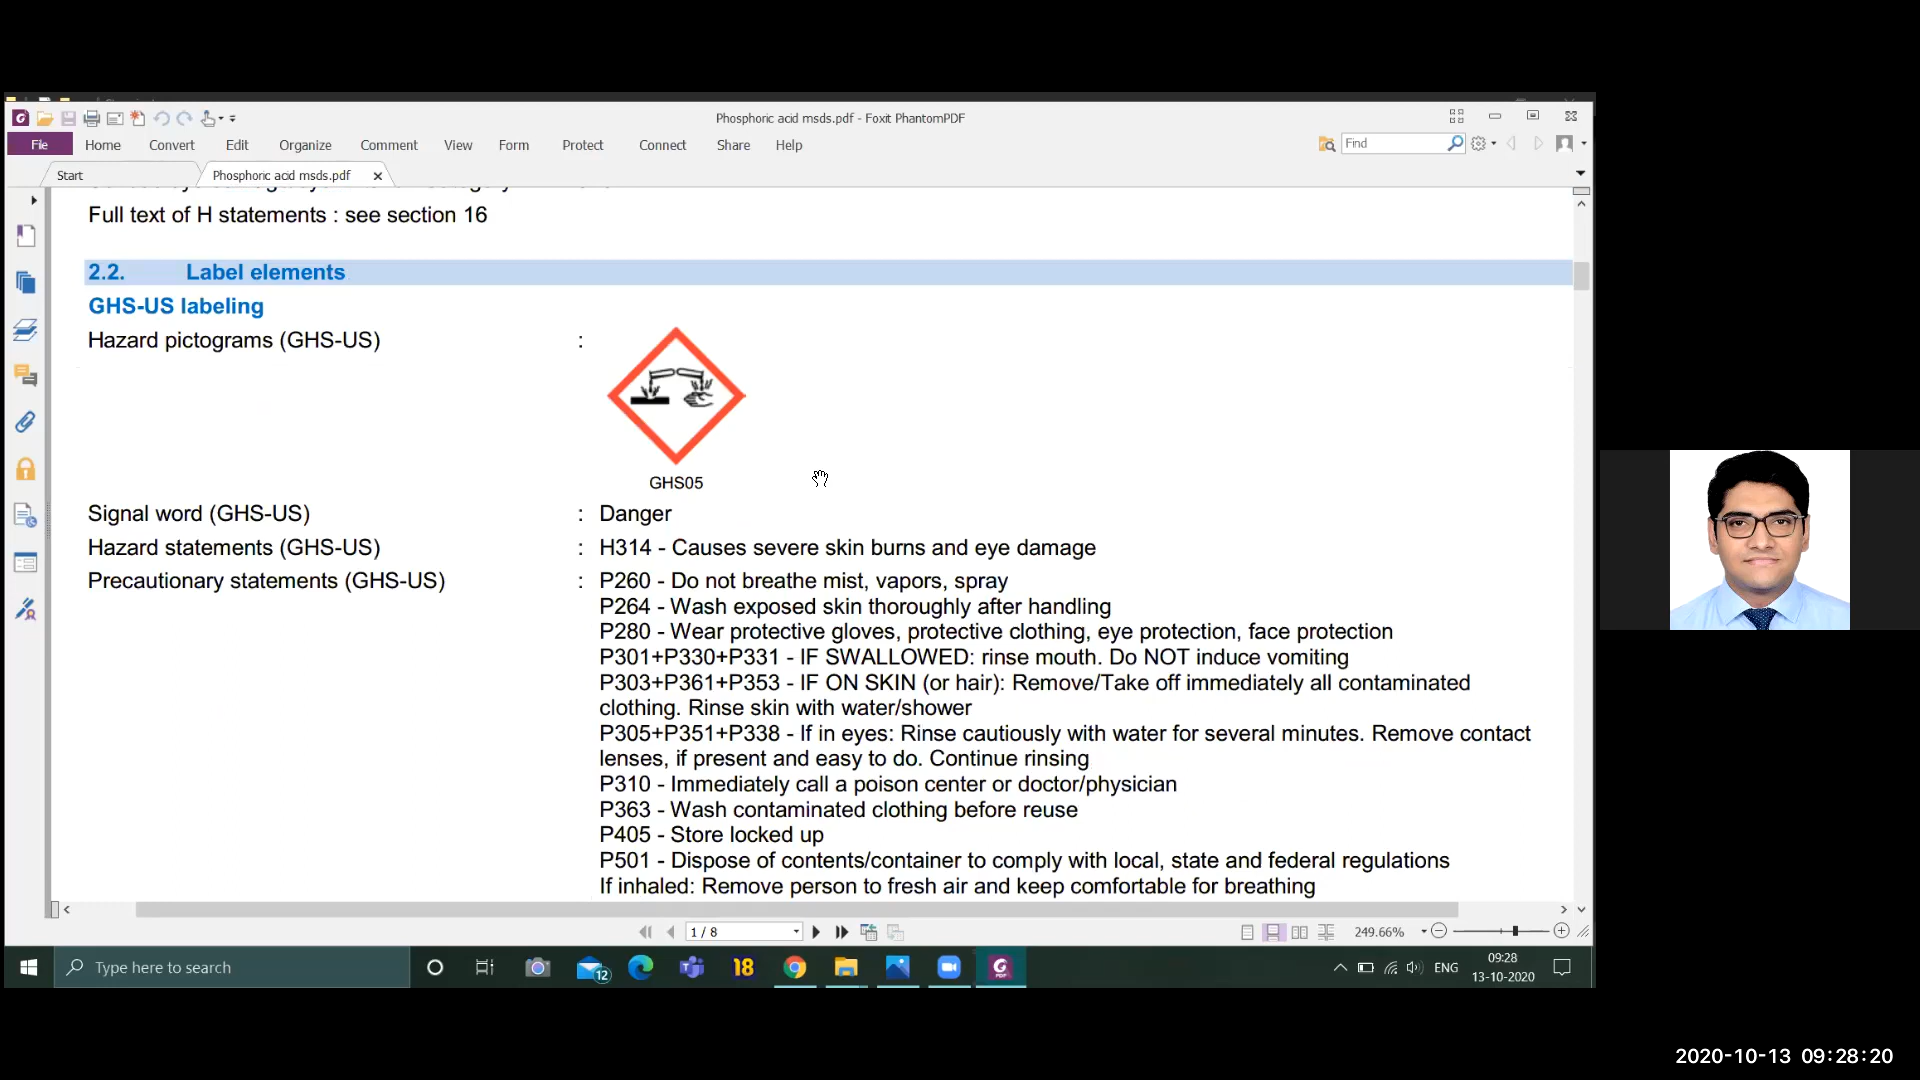 Phosphoric acid msds.pdf - Foxit PhantomPDF
File Home Convert Edit Organize Comment View Form Protect Connect Share Help
Find
Start Phosphoric acid msds.pdf
Full text of H statements : see section 16
2.2. Label elements
GHS-US labeling
Hazard pictograms (GHS-US) :
GHS05
Signal word (GHS-US) : Danger
Hazard statements (GHS-US) : H314 - Causes severe skin burns and eye damage
Precautionary statements (GHS-US) : P260 - Do not breathe mist, vapors, spray
P264 - Wash exposed skin thoroughly after handling
P280 - Wear protective gloves, protective clothing, eye protection, face protection
P301+P330+P331 - IF SWALLOWED: rinse mouth. Do NOT induce vomiting
P303+P361+P353 - IF ON SKIN (or hair): Remove/Take off immediately all contaminated
clothing. Rinse skin with water/shower
P305+P351+P338 - If in eyes: Rinse cautiously with water for several minutes. Remove contact
lenses, if present and easy to do. Continue rinsing
P310 - Immediately call a poison center or doctor/physician
P363 - Wash contaminated clothing before reuse
P405 - Store locked up
P501 - Dispose of contents/container to comply with local, state and federal regulations
If inhaled: Remove person to fresh air and keep comfortable for breathing
1 / 8
249.66%
Type here to search
12
18
ENG
09:28
13-10-2020
2020-10-13 09:28:20